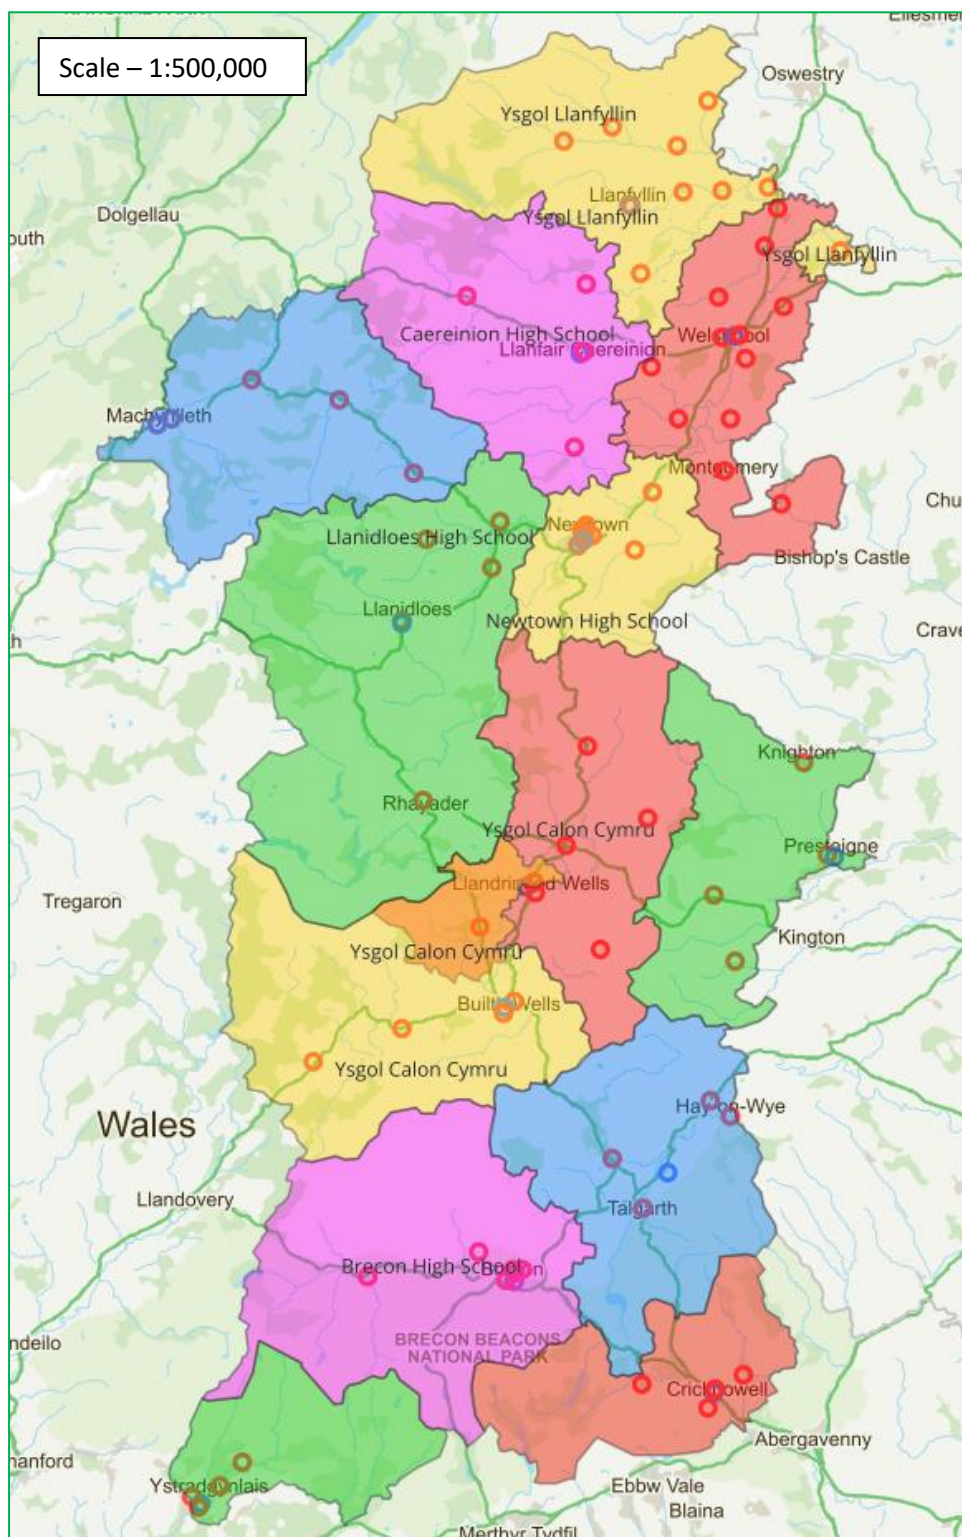 Scale – 1:500,000
Oswestry
Ysgol Llanfyllin
Llanfyllin
Ysgol Llanfyllin
Dolgellau
Ysgol Llanfyllin
Caereinion High School
Llanfair Caereinion
Welshpool
Machynlleth
Montgomery
Newtown
Llanidloes High School
Bishop's Castle
Llanidloes
Newtown High School
Knighton
Rhayader
Ysgol Calon Cymru
Presteigne
Llandrindod Wells
Tregaron
Kington
Ysgol Calon Cymru
Builth Wells
Ysgol Calon Cymru
Hay-on-Wye
Wales
Llandovery
Talgarth
Brecon High School
Brecon
BRECON BEACONS
NATIONAL PARK
Crickhowell
Abergavenny
Ystradgynlais
Ebbw Vale
Blaina
Merthyr Tydfil